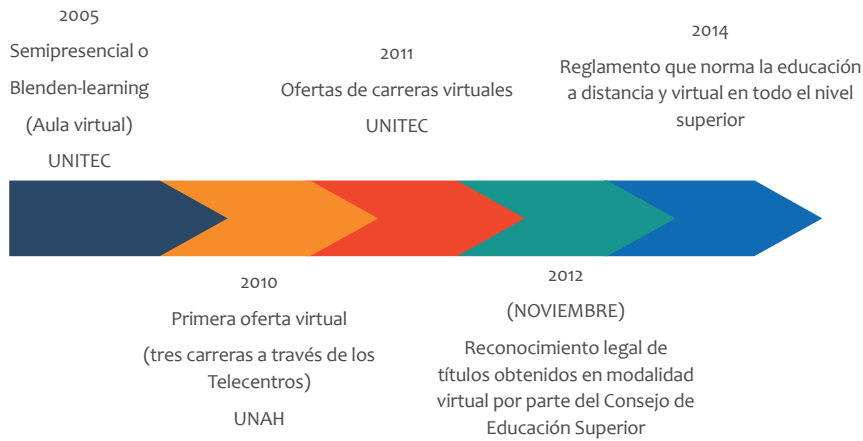 2005
Semipresencial o
Blenden-learning
(Aula virtual)
UNITEC
2010
Primera oferta virtual
(tres carreras a través de los
Telecentros)
UNAH
2011
Ofertas de carreras virtuales
UNITEC
2012
(NOVIEMBRE)
Reconocimiento legal de
títulos obtenidos en modalidad
virtual por parte del Consejo de
Educación Superior
2014
Reglamento que norma la educación
a distancia y virtual en todo el nivel
superior